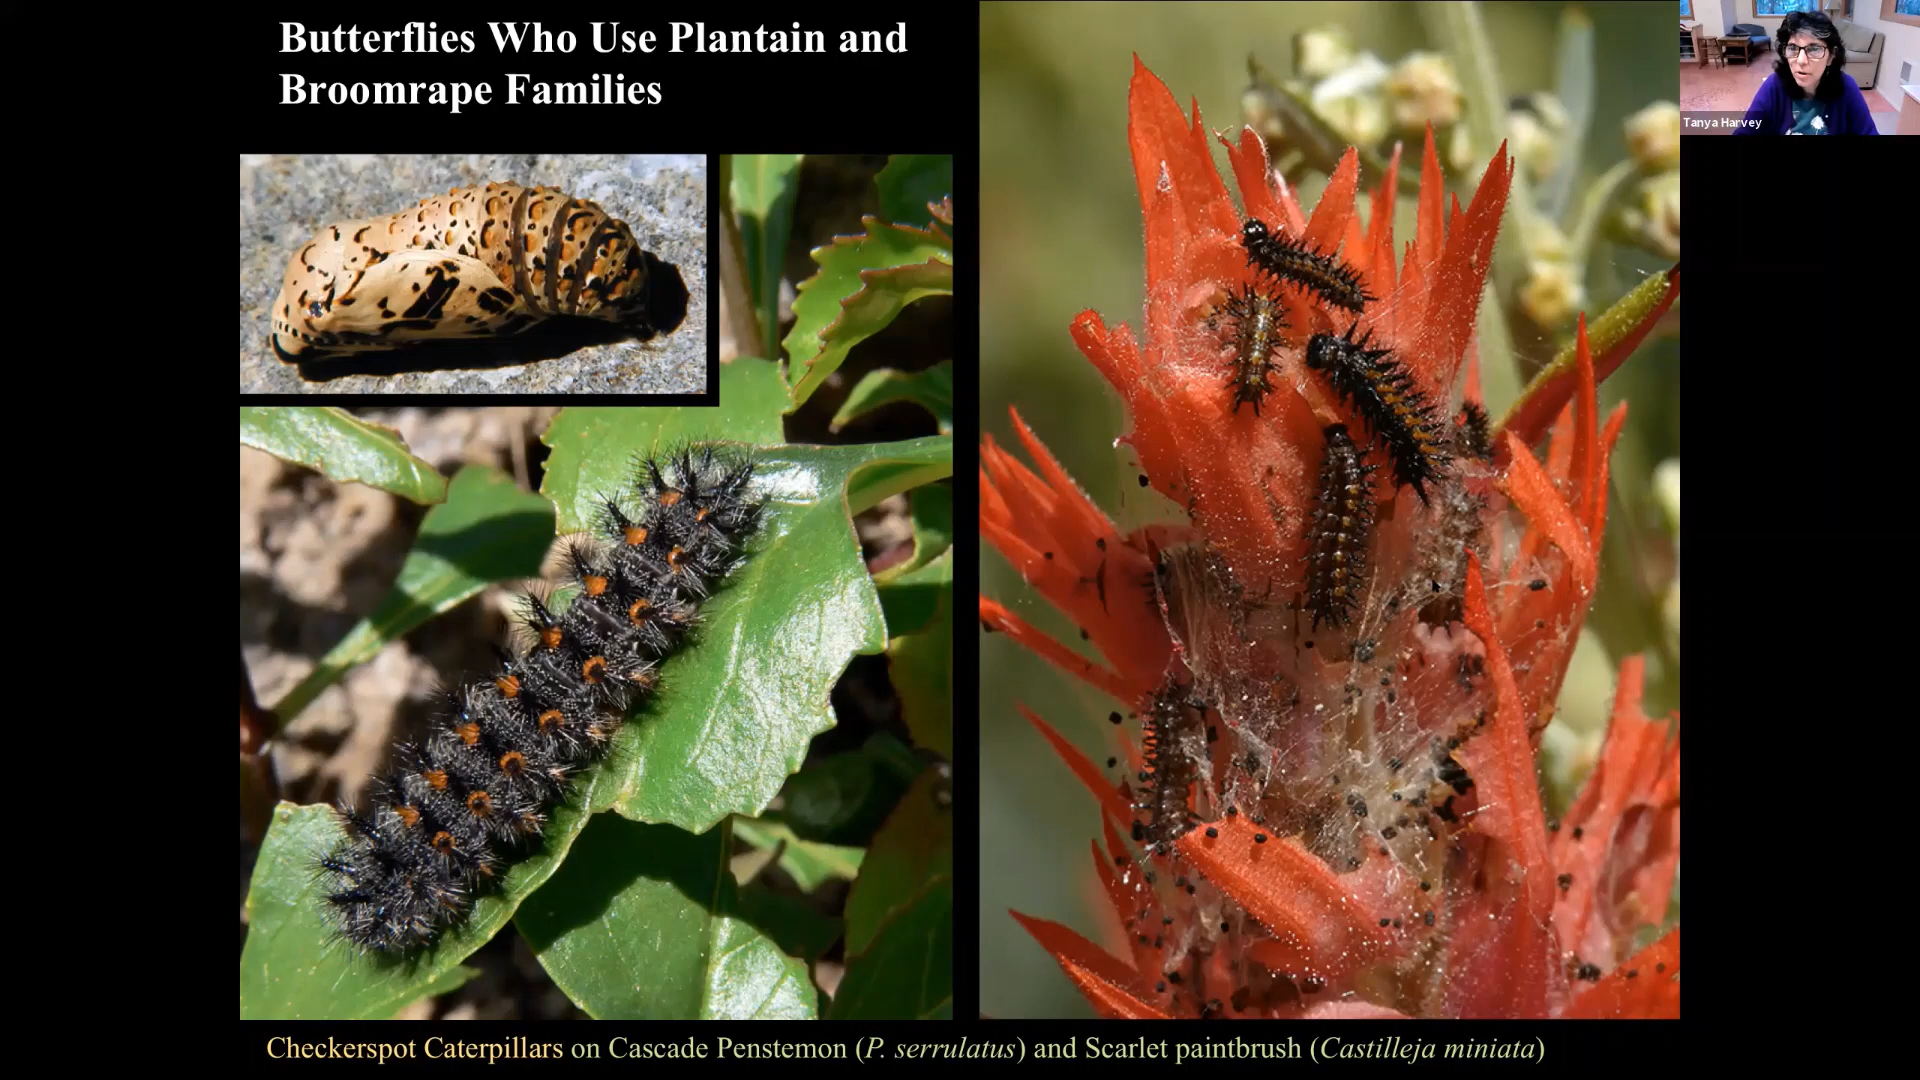 Butterflies Who Use Plantain and
Broomrape Families
Tanya Harvey
Checkerspot Caterpillars on Cascade Penstemon (P. serrulatus) and Scarlet paintbrush (Castilleja miniata)